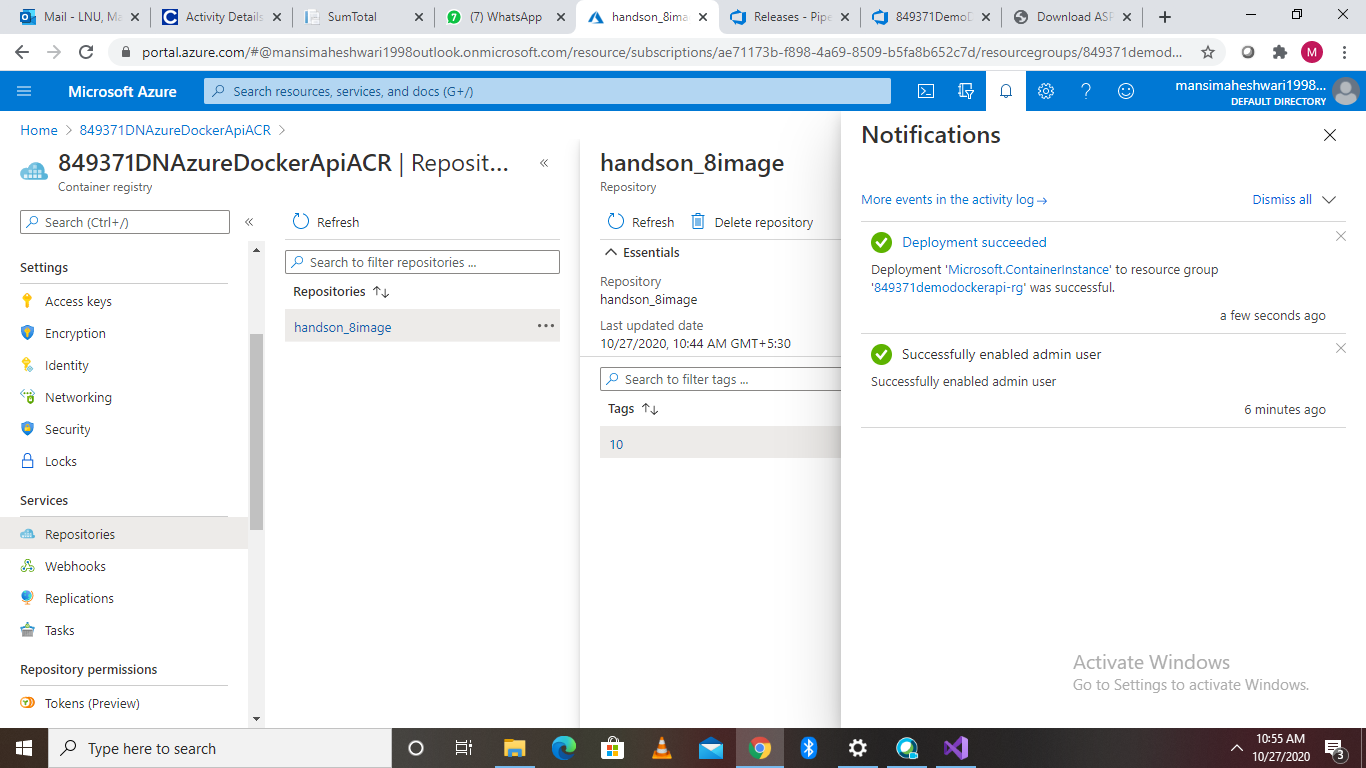 Mail - LNU, Ma
Activity Details
SumTotal
(7) WhatsApp
handson_8ima
Releases - Pipe
849371DemoD
Download ASP
portal.azure.com/#@mansimaheshwari1998outlook.onmicrosoft.com/resource/subscriptions/ae71173b-f898-4a69-8509-b5fa8b652c7d/resourcegroups/849371demod...
M
Microsoft Azure
Search resources, services, and docs (G+/)
mansimaheshwari1998...
DEFAULT DIRECTORY
Home > 849371DNAzureDockerApiACR >
849371DNAzureDockerApiACR | Reposit...
Container registry
Search (Ctrl+/)
Settings
Access keys
Encryption
Identity
Networking
Security
Locks
Services
Repositories
Webhooks
Replications
Tasks
Repository permissions
Tokens (Preview)
Refresh
Search to filter repositories ...
Repositories
handson_8image
handson_8image
Repository
Refresh
Delete repository
Essentials
Repository
handson_8image
Last updated date
10/27/2020, 10:44 AM GMT+5:30
Search to filter tags ...
Tags
10
Notifications
More events in the activity log →
Dismiss all
Deployment succeeded
Deployment 'Microsoft.ContainerInstance' to resource group
'849371demodockerapi-rg' was successful.
a few seconds ago
Successfully enabled admin user
Successfully enabled admin user
6 minutes ago
Activate Windows
Go to Settings to activate Windows.
Type here to search
10:55 AM
10/27/2020
3